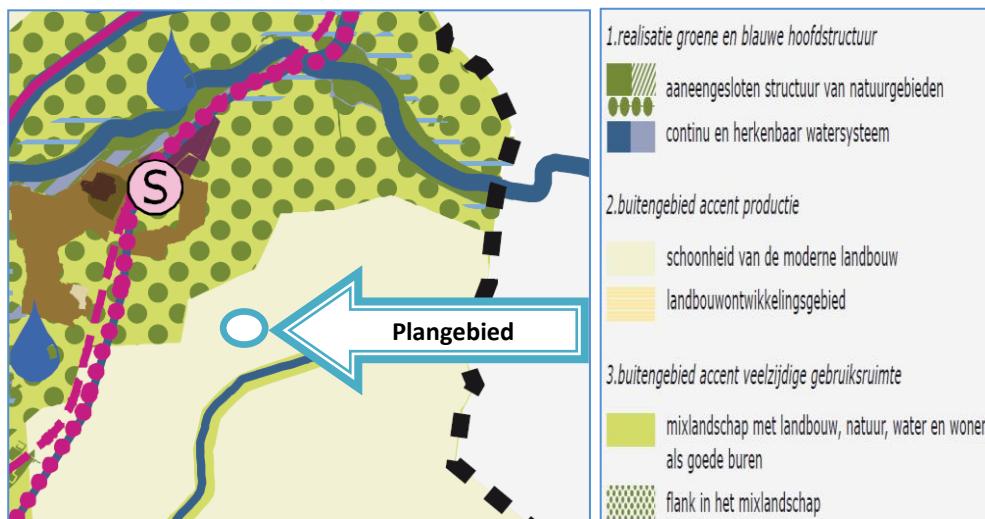 S
Plangebied
1.realisatie groene en blauwe hoofdstructuur
aaneengesloten structuur van natuurgebieden
continu en herkenbaar watersysteem
2.buitengebied accent productie
schoonheid van de moderne landbouw
landbouwontwikkelingsgebied
3.buitengebied accent veelzijdige gebruiksruimte
mixlandschap met landbouw, natuur, water en wonen
als goede buren
flank in het mixlandschap